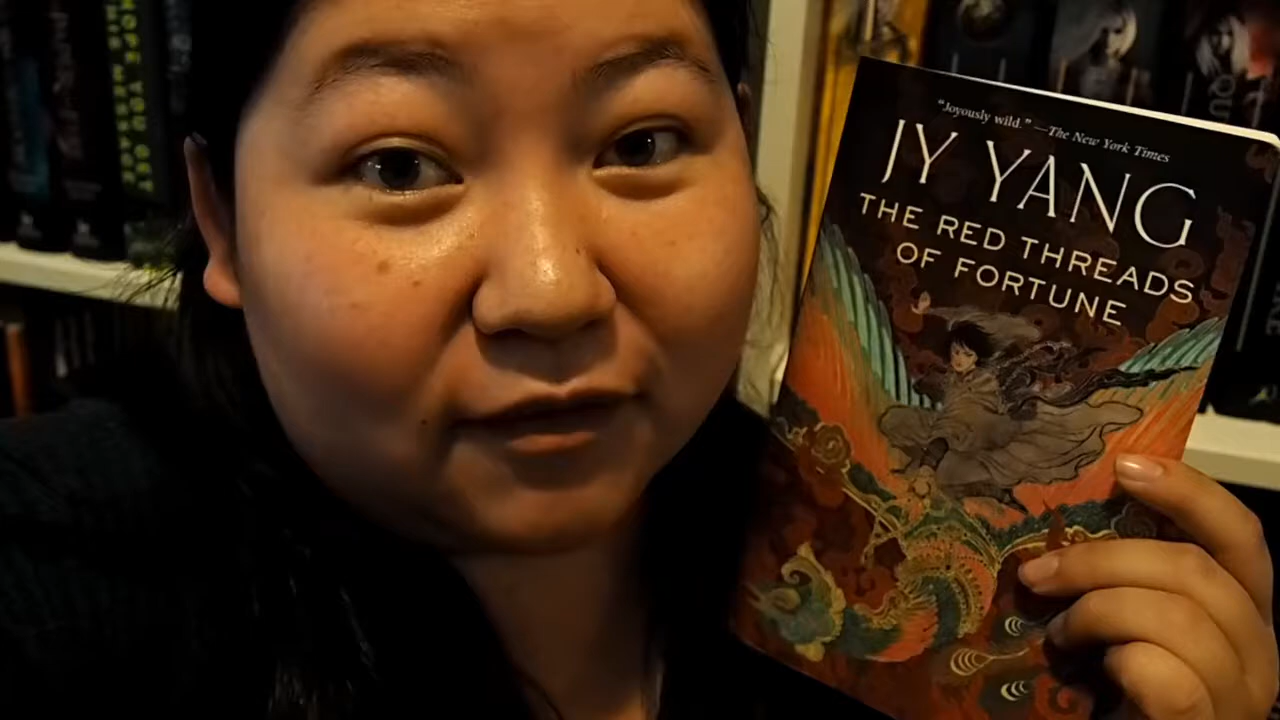 "Joyously wild." —The New York Times
JY YANG
THE RED THREADS
OF FORTUNE